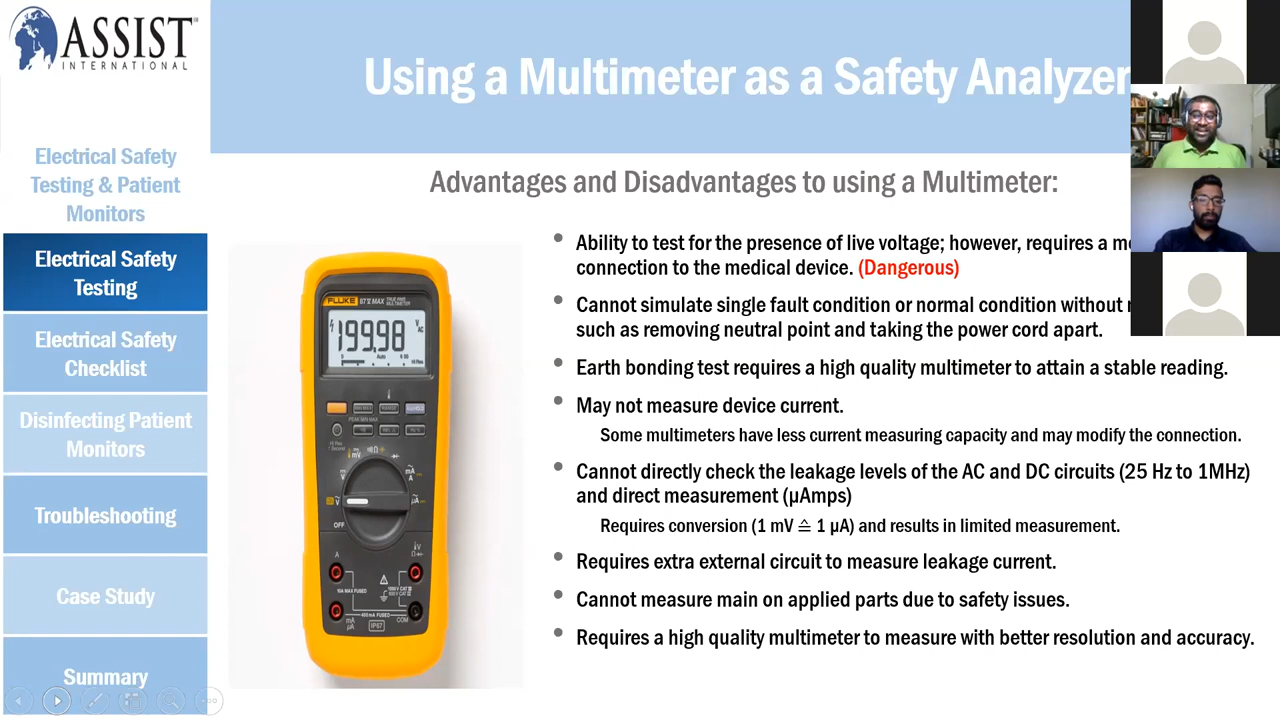 ASSIST
INTERNATIONAL
Using a Multimeter as a Safety Analyzer
Electrical Safety
Testing & Patient
Monitors
Electrical Safety
Testing
Electrical Safety
Checklist
Disinfecting Patient
Monitors
Troubleshooting
Case Study
Summary
Advantages and Disadvantages to using a Multimeter:
Ability to test for the presence of live voltage; however, requires a
connection to the medical device. (Dangerous)
Cannot simulate single fault condition or normal condition without
such as removing neutral point and taking the power cord apart.
Earth bonding test requires a high quality multimeter to attain a stable reading.
May not measure device current.
Some multimeters have less current measuring capacity and may modify the connection.
Cannot directly check the leakage levels of the AC and DC circuits (25 Hz to 1MHz)
and direct measurement (µAmps)
Requires conversion (1 mV ≙ 1 µA) and results in limited measurement.
Requires extra external circuit to measure leakage current.
Cannot measure main on applied parts due to safety issues.
Requires a high quality multimeter to measure with better resolution and accuracy.
FLUKE 87 V MAX TRUE RMS MULTIMETER
199.98 V AC
OFF
A
COM
IP67